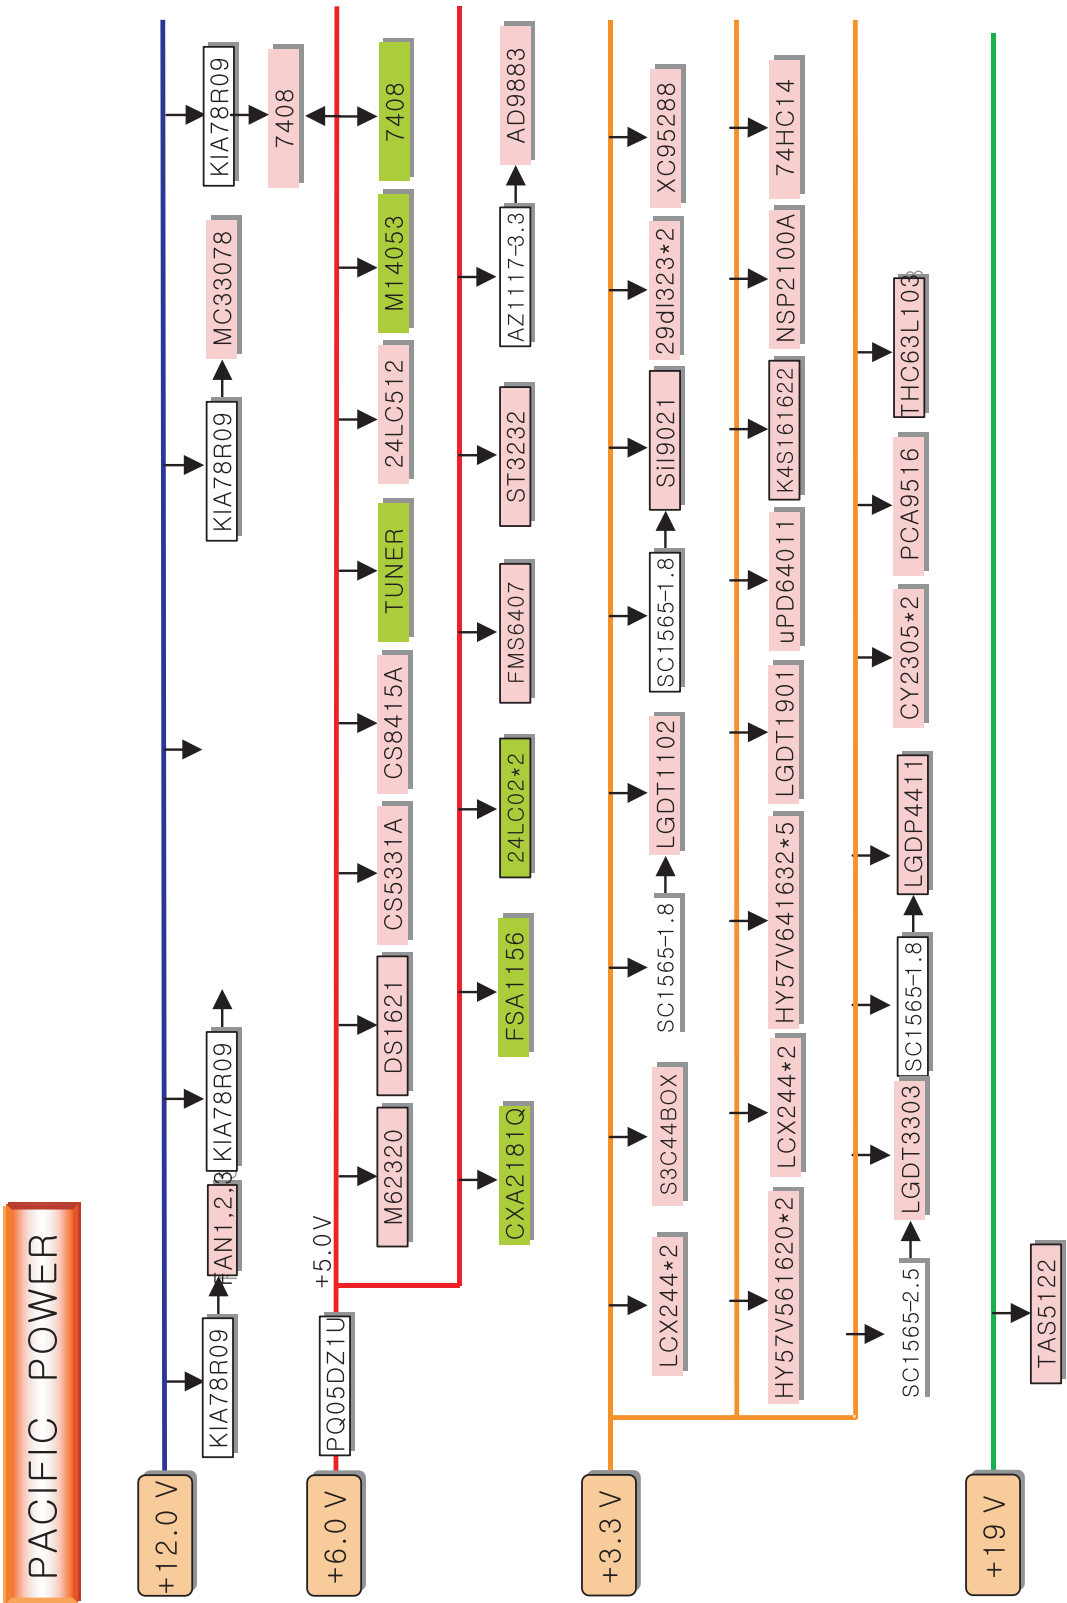 PACIFIC POWER
+12.0 V
KIA78R09
FAN1,2,3
KIA78R09
KIA78R09
MC33078
KIA78R09
7408
+6.0 V
PQ05DZ1U
+5.0V
M62320
DS1621
CS5331A
CS8415A
TUNER
24LC512
M14053
7408
CXA2181Q
FSA1156
24LC02*2
FMS6407
ST3232
AZ1117-3.3
AD9883
+3.3 V
LCX244*2
S3C44BOX
SC1565-1.8
LGDT1102
SC1565-1.8
SiI9021
29dl323*2
XC95288
HY57V561620*2
LCX244*2
HY57V641632*5
LGDT1901
uPD64011
K4S161622
NSP2100A
74HC14
SC1565-2.5
LGDT3303
SC1565-1.8
LGDP4411
CY2305*2
PCA9516
THC63L103
+19 V
TAS5122